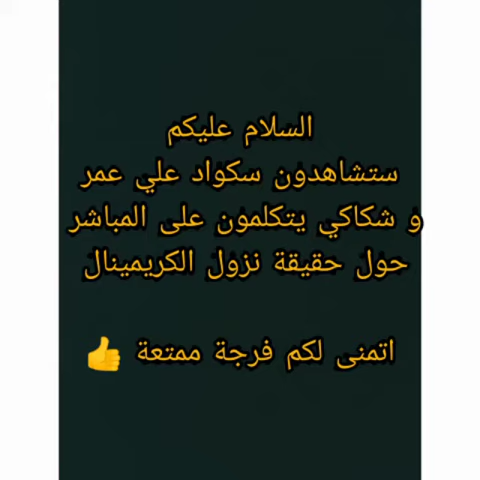 السلام عليكم
ستشاهدون سكواد علي عمر
و شكاكي يتكلمون على المباشر
حول حقيقة نزول الكريمينال
اتمنى لكم فرجة ممتعة 👍